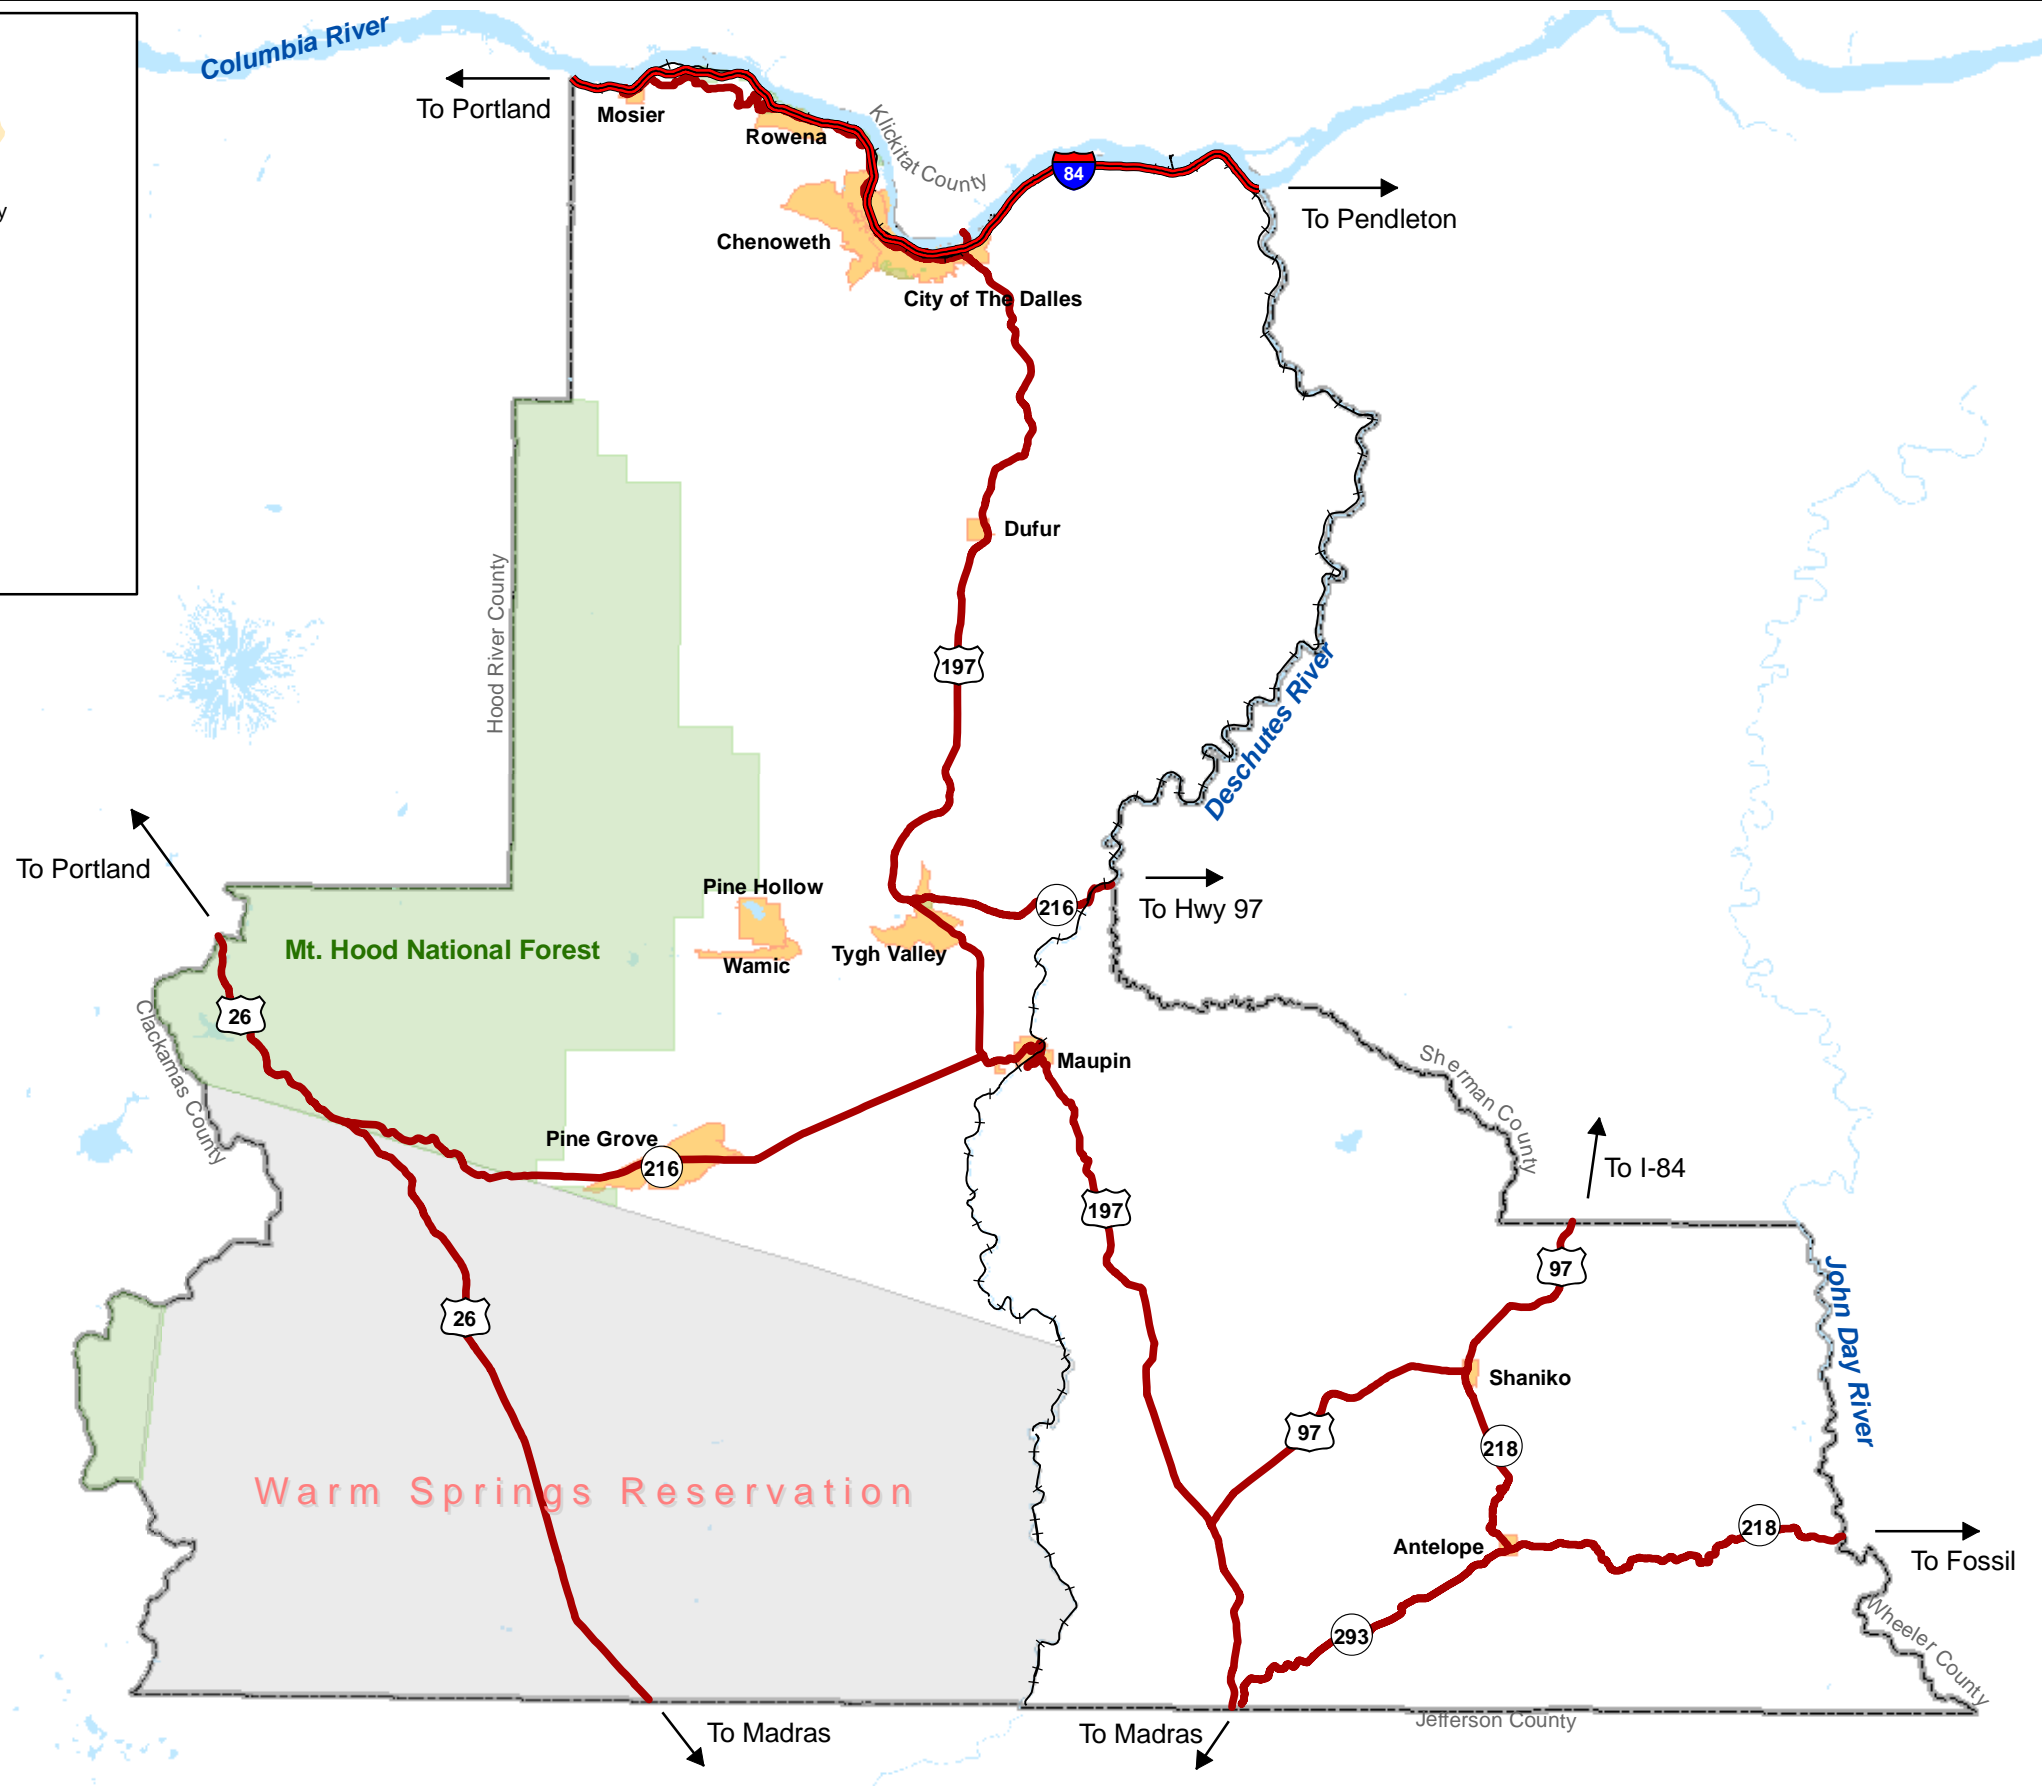 Columbia River
To Portland
Mosier
Rowena
Klickitat County
84
y
To Pendleton
Chenoweth
City of The Dalles
Dufur
Hood River County
197
Deschutes River
To Portland
Pine Hollow
216
To Hwy 97
Mt. Hood National Forest
Wamic
Tygh Valley
26
Clackamas County
Maupin
Sherman County
Pine Grove
216
To I-84
197
97
John Day River
26
Shaniko
97
218
Warm Springs Reservation
218
Antelope
To Fossil
293
Wheeler County
To Madras
To Madras
Jefferson County